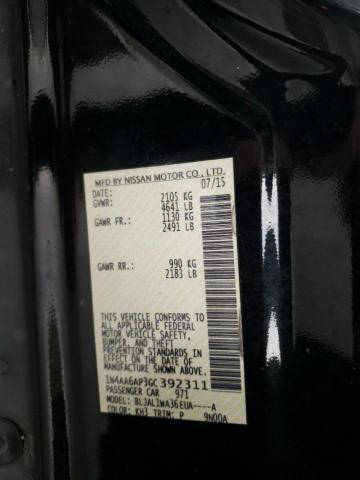 MFD BY NISSAN MOTOR CO., LTD.
DATE: 07/15
GVWR: 2105 KG
4641 LB
GAWR FR.: 1130 KG
2491 LB
GAWR RR.: 990 KG
2183 LB
THIS VEHICLE CONFORMS TO
ALL APPLICABLE FEDERAL
MOTOR VEHICLE SAFETY,
BUMPER, AND THEFT
PREVENTION STANDARDS
IN EFFECT ON THE DATE OF
MANUFACTURE SHOWN ABOVE.
1N4AA6AP3GC392311
PASSENGER CAR 971
MODEL: BLJALWA36EUA----A
COLOR: KH3 TRIM: P 9N00A